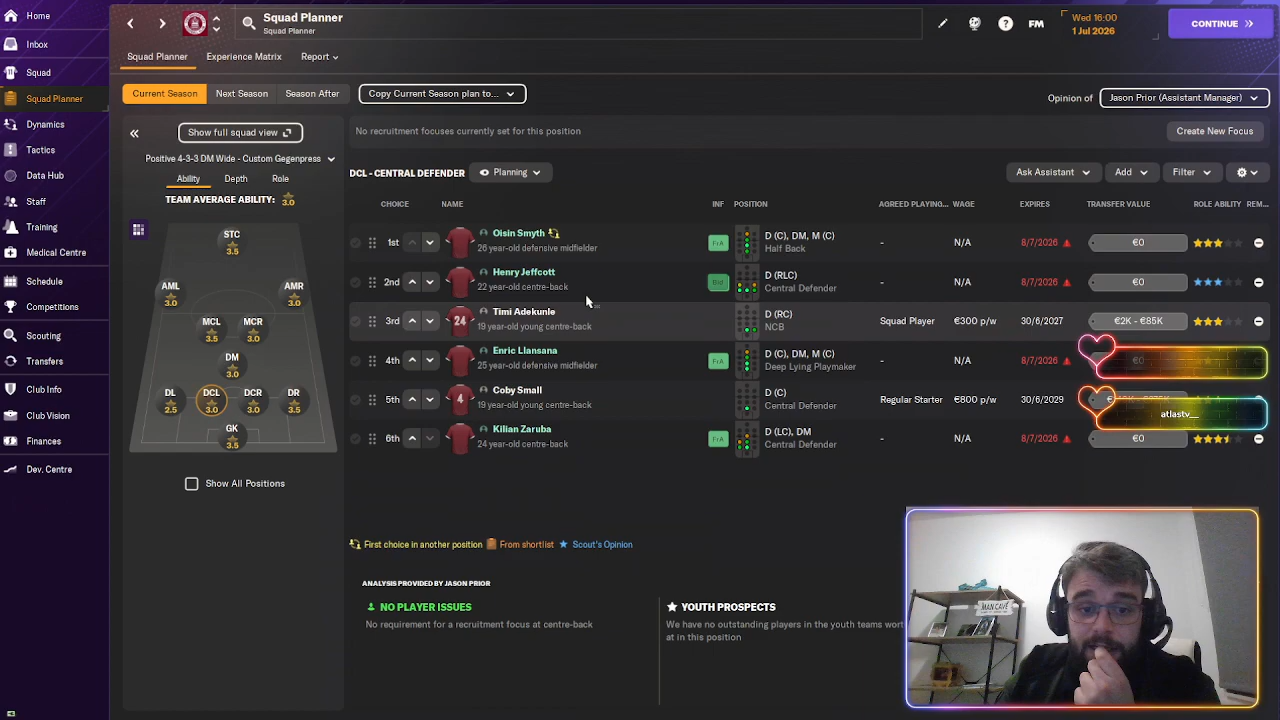 Home
Inbox
Squad
Squad Planner
Dynamics
Tactics
Data Hub
Staff
Training
Medical Centre
Schedule
Competitions
Scouting
Transfers
Club Info
Club Vision
Finances
Dev. Centre
Squad Planner
Squad Planner
FM
Wed 16:00
1 Jul 2026
CONTINUE
Squad Planner
Experience Matrix
Report
Current Season
Next Season
Season After
Copy Current Season plan to...
Opinion of
Jason Prior (Assistant Manager)
Show full squad view
Positive 4-3-3 DM Wide - Custom Gegenpress
Ability
Depth
Role
TEAM AVERAGE ABILITY: 3.0
STC
3.5
AML
3.0
AMR
3.0
MCL
3.5
MCR
3.0
DM
3.0
DL
2.5
DCL
3.0
DCR
3.0
DR
3.5
GK
3.5
Show All Positions
No recruitment focuses currently set for this position
Create New Focus
DCL - CENTRAL DEFENDER
Planning
Ask Assistant
Add
Filter
CHOICE NAME INF POSITION AGREED PLAYING... WAGE EXPIRES TRANSFER VALUE ROLE ABILITY REM...
1st Oisin Smyth FrA D (C), DM, M (C) - N/A 8/7/2026 €0
26 year-old defensive midfielder Half Back
2nd Henry Jeffcott Bid D (RLC) - N/A 8/7/2026 €0
22 year-old centre-back Central Defender
3rd 24 Timi Adekunle D (RC) Squad Player €300 p/w 30/6/2027 €2K - €85K
19 year-old young centre-back NCB
4th Enric Llansana FrA D (C), DM, M (C) - N/A 8/7/2026
25 year-old defensive midfielder Deep Lying Playmaker
5th 4 Coby Small D (C) Regular Starter €800 p/w 30/6/2029
19 year-old young centre-back Central Defender
6th Kilian Zaruba FrA D (LC), DM - N/A 8/7/2026 €0
24 year-old centre-back Central Defender
atlastv__
First choice in another position
From shortlist
Scout's Opinion
ANALYSIS PROVIDED BY JASON PRIOR
NO PLAYER ISSUES
No requirement for a recruitment focus at centre-back
YOUTH PROSPECTS
We have no outstanding players in the youth teams wort
at in this position
MAN CAVE